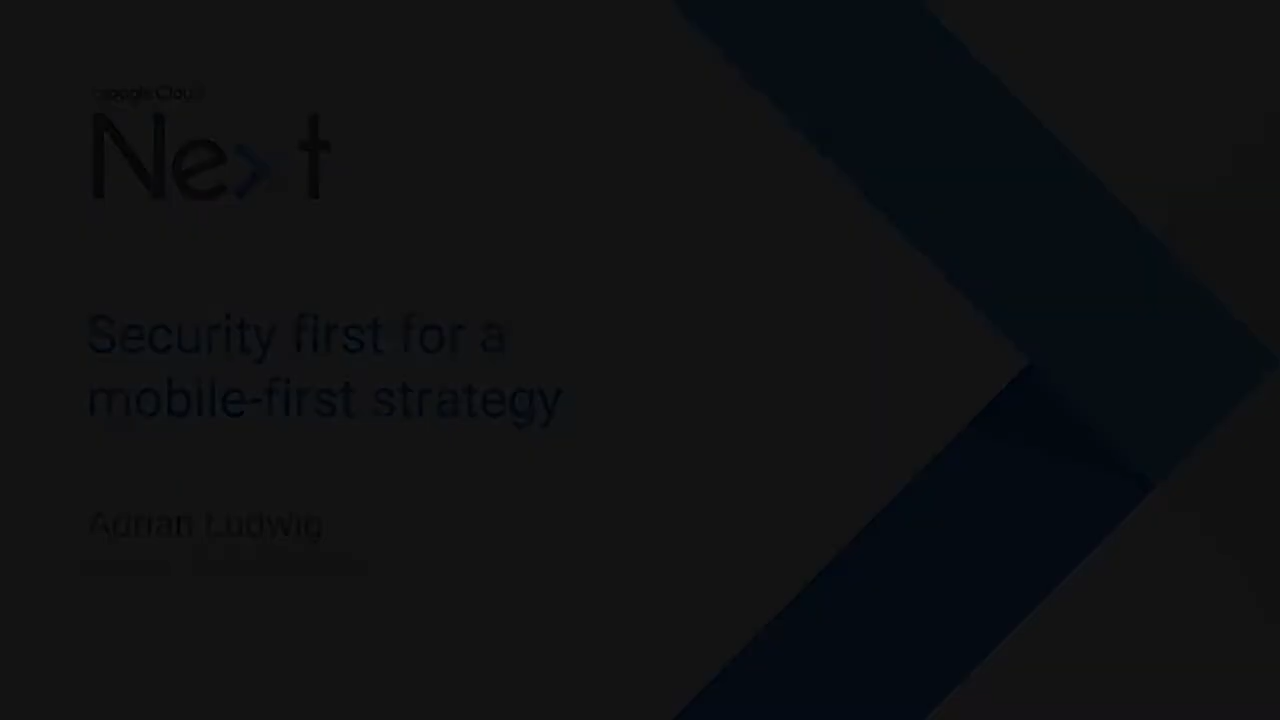 Google Cloud
Next
Security first for a
mobile-first strategy
Adrian Ludwig